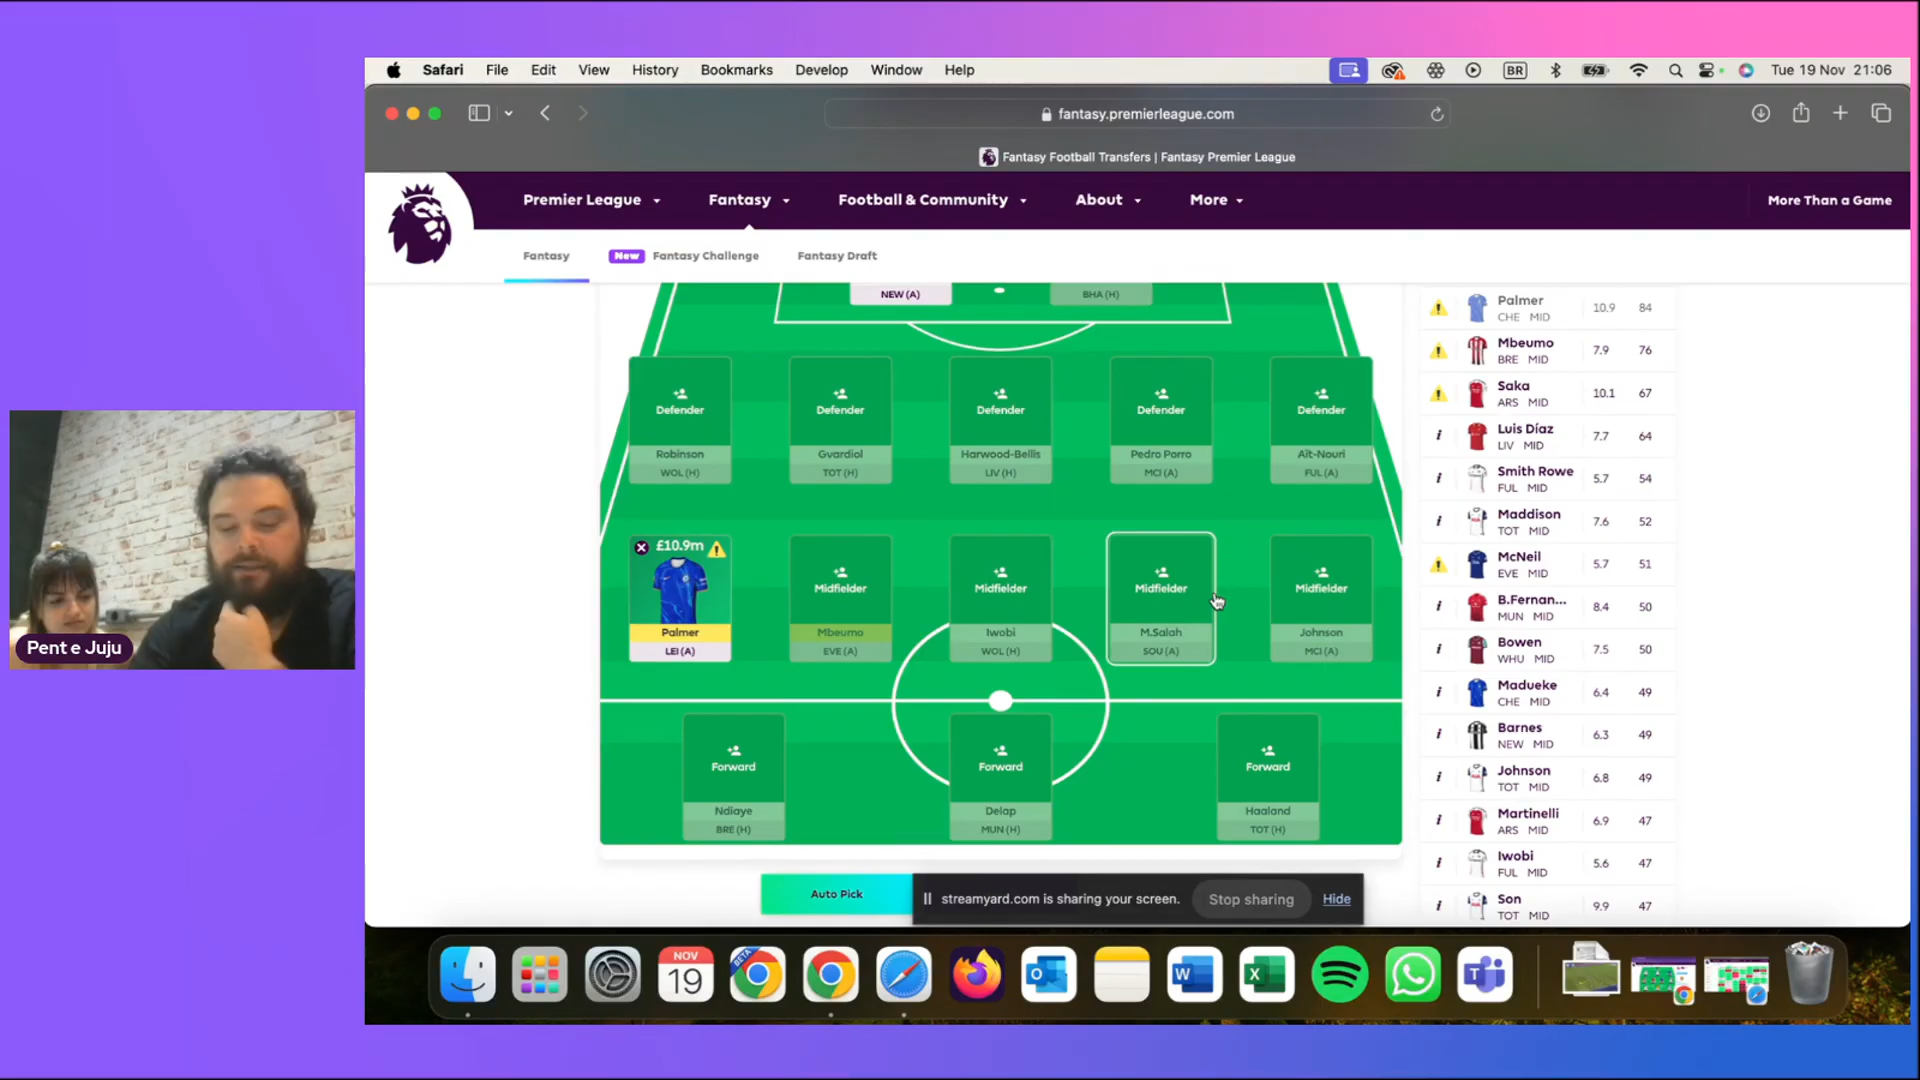 Safari File Edit View History Bookmarks Develop Window Help BR Tue 19 Nov 21:06
fantasy.premierleague.com
Fantasy Football Transfers | Fantasy Premier League
Premier League Fantasy Football & Community About More More Than a Game
Fantasy New Fantasy Challenge Fantasy Draft
NEW (A) BHA (H)
Defender Defender Defender Defender Defender
Robinson Gvardiol Harwood-Bellis Pedro Porro Aït-Nouri
WOL (H) TOT (H) LIV (H) MCI (A) FUL (A)
£10.9m
Midfielder Midfielder Midfielder Midfielder
Palmer Mbeumo Iwobi M.Salah Johnson
LEI (A) EVE (A) WOL (H) SOU (A) MCI (A)
Forward Forward Forward
Ndiaye Delap Haaland
BRE (H) MUN (H) TOT (H)
Auto Pick
streamyard.com is sharing your screen. Stop sharing Hide
Palmer 10.9 84
CHE MID
Mbeumo 7.9 76
BRE MID
Saka 10.1 67
ARS MID
Luis Díaz 7.7 64
LIV MID
Smith Rowe 5.7 54
FUL MID
Maddison 7.6 52
TOT MID
McNeil 5.7 51
EVE MID
B.Fernan... 8.4 50
MUN MID
Bowen 7.5 50
WHU MID
Madueke 6.4 49
CHE MID
Barnes 6.3 49
NEW MID
Johnson 6.8 49
TOT MID
Martinelli 6.9 47
ARS MID
Iwobi 5.6 47
FUL MID
Son 9.9 47
TOT MID
Pent e Juju
NOV
19
BETA
O
W
X
T